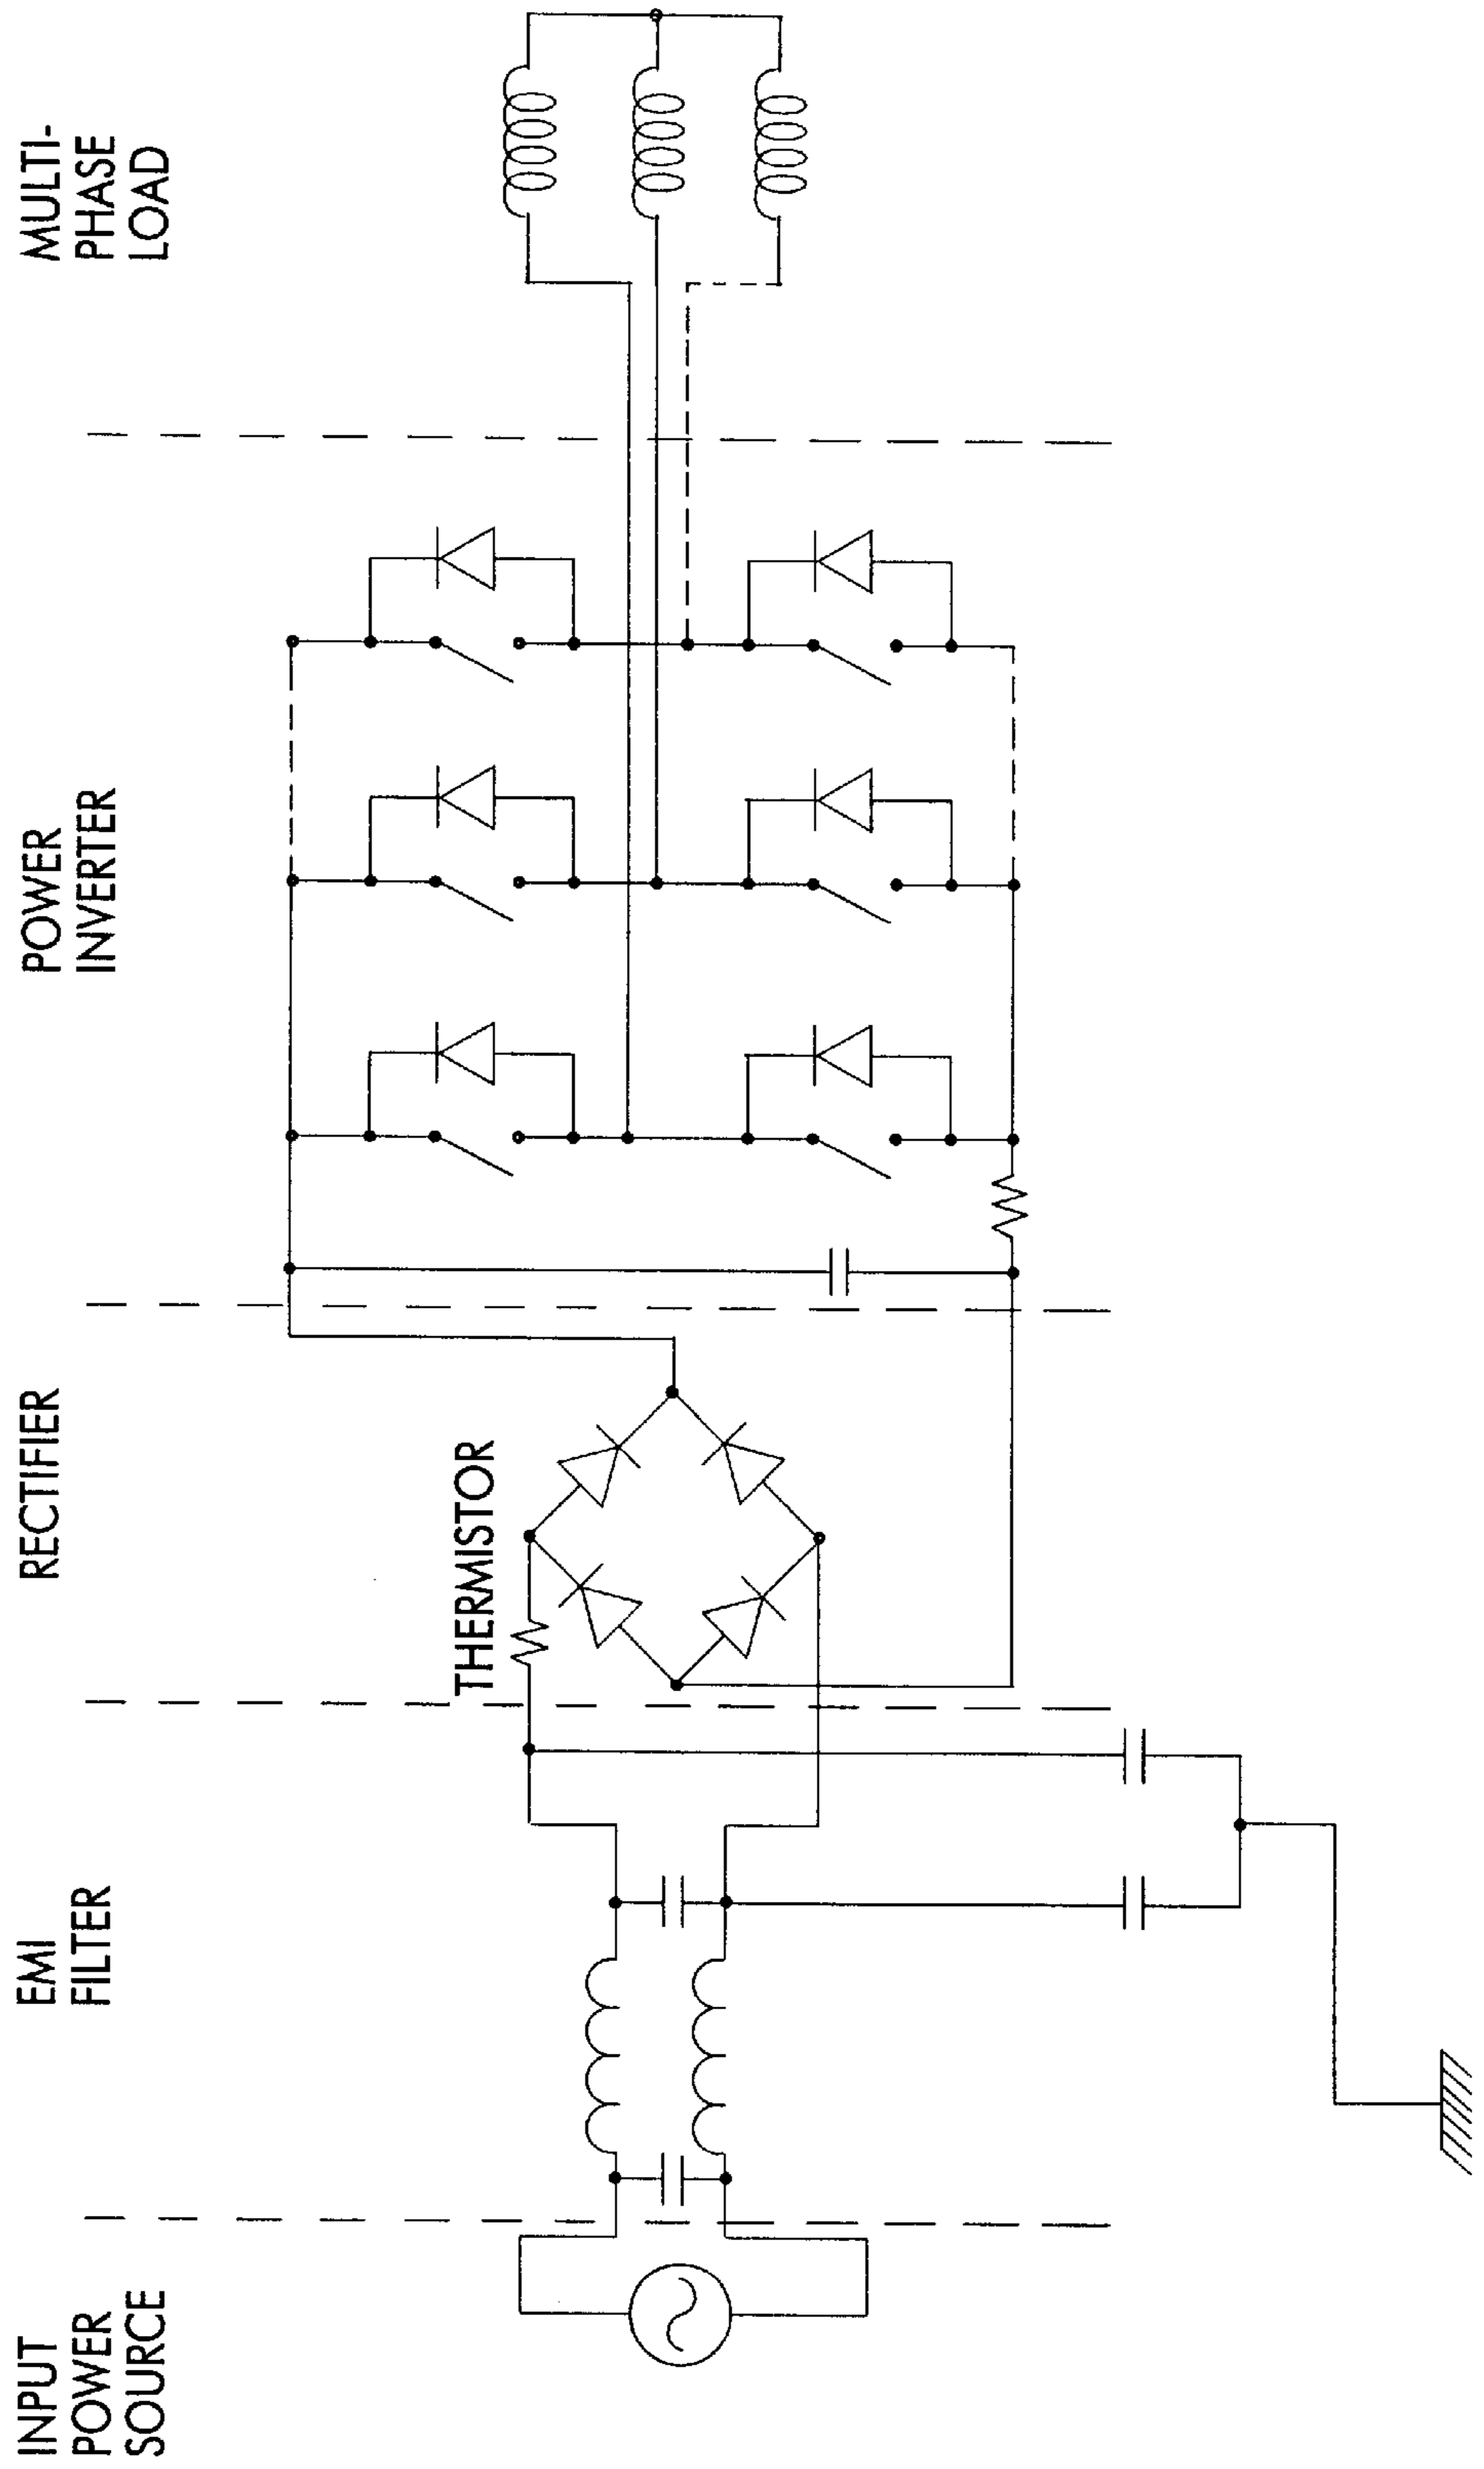 INPUT
POWER
SOURCE
EMI
FILTER
RECTIFIER
THERMISTOR
POWER
INVERTER
MULTI-
PHASE
LOAD